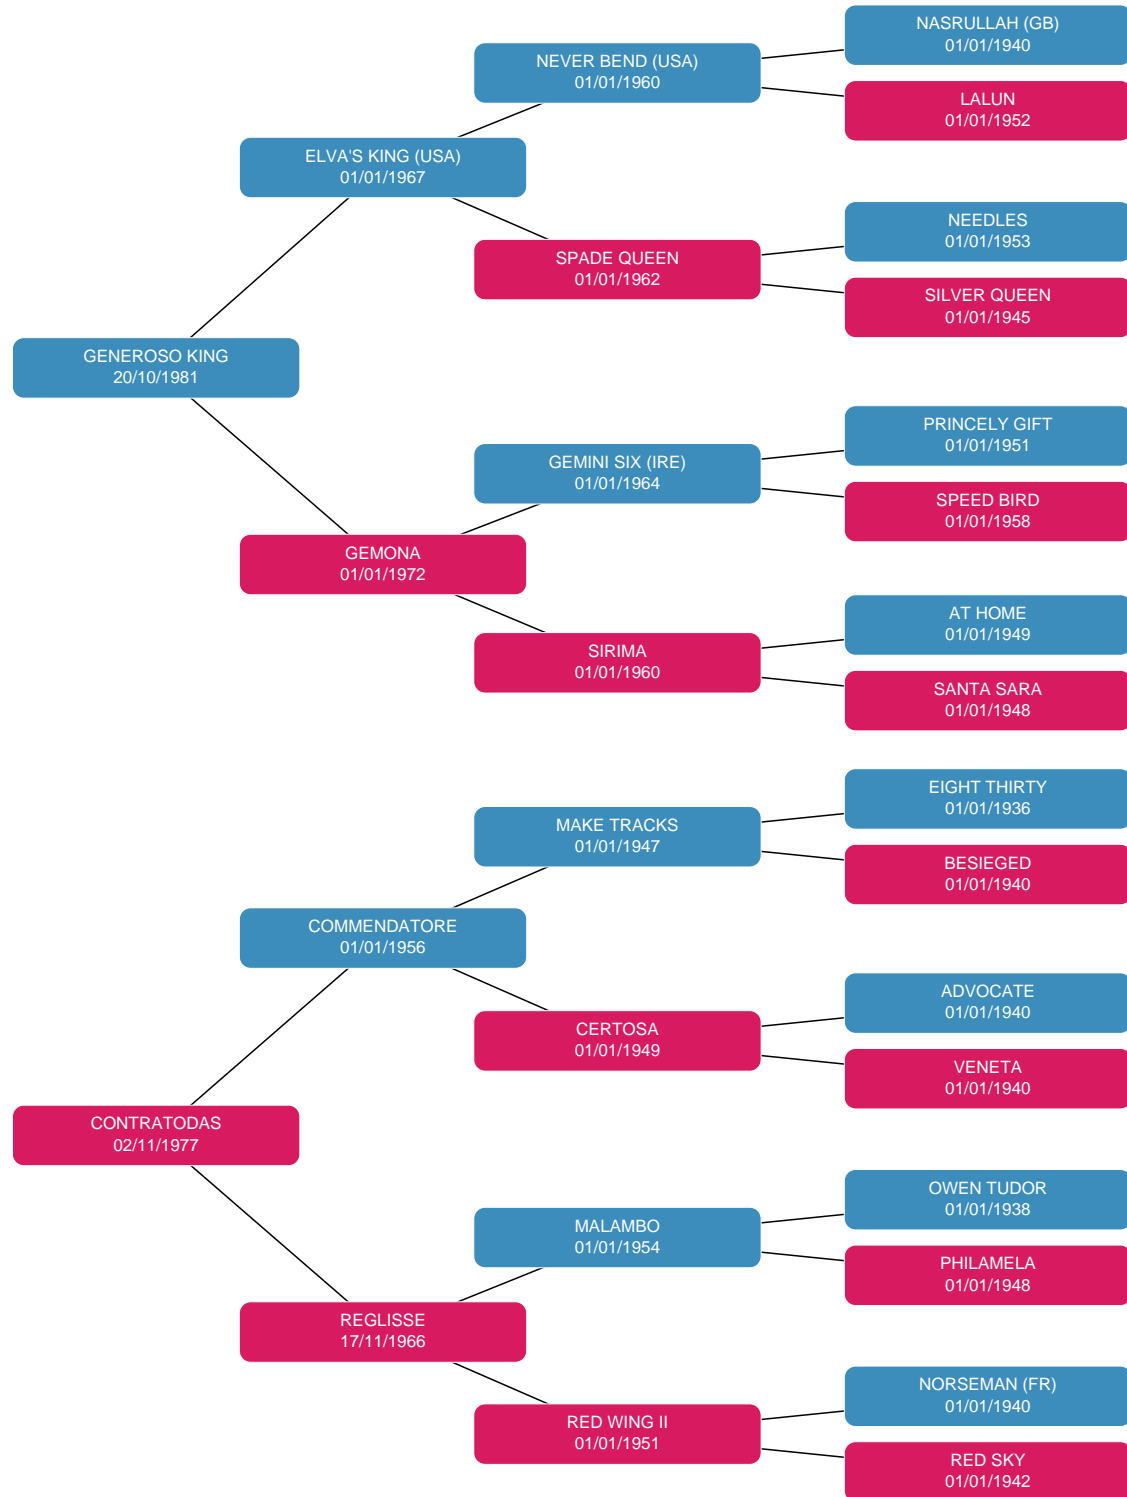 NASRULLAH (GB)
01/01/1940
NEVER BEND (USA)
01/01/1960
LALUN
01/01/1952
ELVA'S KING (USA)
01/01/1967
NEEDLES
01/01/1953
SPADE QUEEN
01/01/1962
SILVER QUEEN
01/01/1945
GENEROSO KING
20/10/1981
PRINCELY GIFT
01/01/1951
GEMINI SIX (IRE)
01/01/1964
SPEED BIRD
01/01/1958
GEMONA
01/01/1972
AT HOME
01/01/1949
SIRIMA
01/01/1960
SANTA SARA
01/01/1948
EIGHT THIRTY
01/01/1936
MAKE TRACKS
01/01/1947
BESIEGED
01/01/1940
COMMENDATORE
01/01/1956
ADVOCATE
01/01/1940
CERTOSA
01/01/1949
VENETA
01/01/1940
CONTRATODAS
02/11/1977
OWEN TUDOR
01/01/1938
MALAMBO
01/01/1954
PHILAMELA
01/01/1948
REGLISSE
17/11/1966
NORSEMAN (FR)
01/01/1940
RED WING II
01/01/1951
RED SKY
01/01/1942